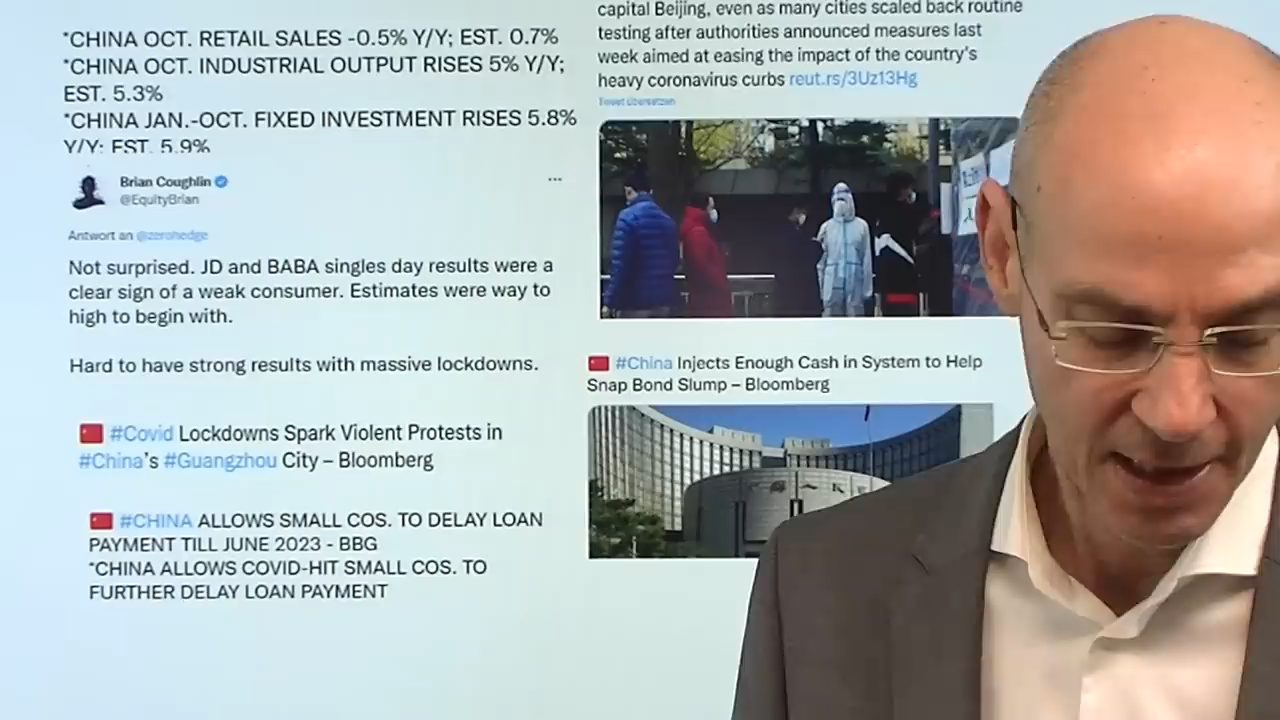 *CHINA OCT. RETAIL SALES -0.5% Y/Y; EST. 0.7%
*CHINA OCT. INDUSTRIAL OUTPUT RISES 5% Y/Y;
EST. 5.3%
*CHINA JAN.-OCT. FIXED INVESTMENT RISES 5.8%
Y/Y; EST. 5.9%
Brian Coughlin
...
@EquityBrian
Antwort an @zerohedge
Not surprised. JD and BABA singles day results were a
clear sign of a weak consumer. Estimates were way to
high to begin with.
Hard to have strong results with massive lockdowns.
#Covid Lockdowns Spark Violent Protests in
#China's #Guangzhou City – Bloomberg
#CHINA ALLOWS SMALL COS. TO DELAY LOAN
PAYMENT TILL JUNE 2023 - BBG
*CHINA ALLOWS COVID-HIT SMALL COS. TO
FURTHER DELAY LOAN PAYMENT
capital Beijing, even as many cities scaled back routine
testing after authorities announced measures last
week aimed at easing the impact of the country's
heavy coronavirus curbs reut.rs/3Uz13Hg
Tweet übersetzen
#China Injects Enough Cash in System to Help
Snap Bond Slump – Bloomberg